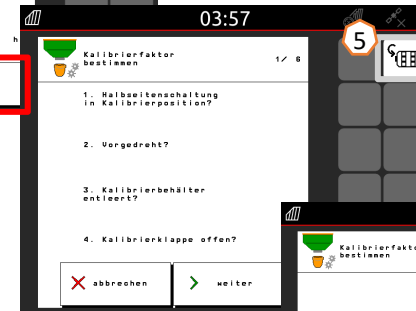 03:57
5
h
Kalibrierfaktor
bestimmen
1/ 6
1. Halbseitenschaltung
in Kalibrierposition?
2. Vorgedreht?
3. Kalibrierbehälter
entleert?
4. Kalibrierklappe offen?
abbrechen
weiter
Kalibrierfakto
bestimmen